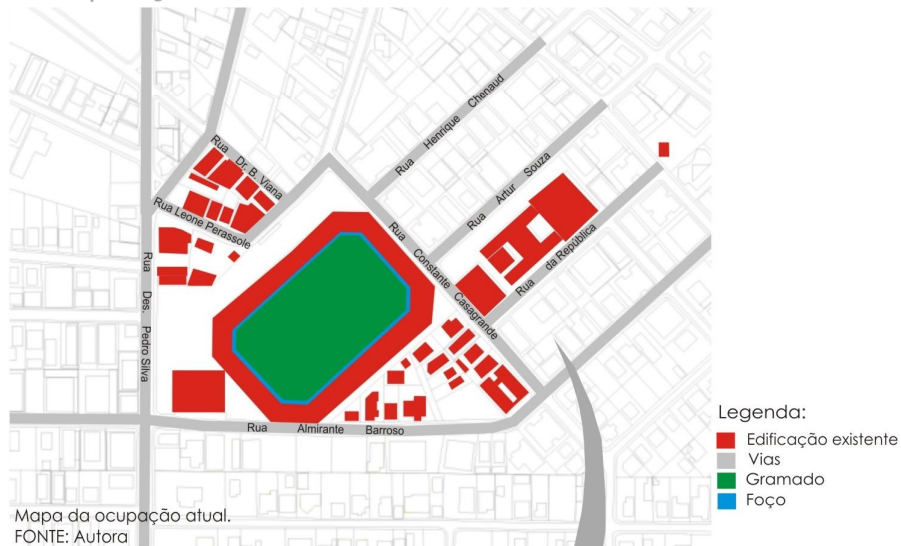 Rua Henrique Chenaud
Rua Dr. B. Viana
Rua Artur Souza
Rua Leone Perassole
Rua Constante Casagrande
Rua da República
Rua Des. Pedro Silva
Rua Almirante Barroso
Legenda:
Edificação existente
Vias
Gramado
Foço
Mapa da ocupação atual.
FONTE: Autora